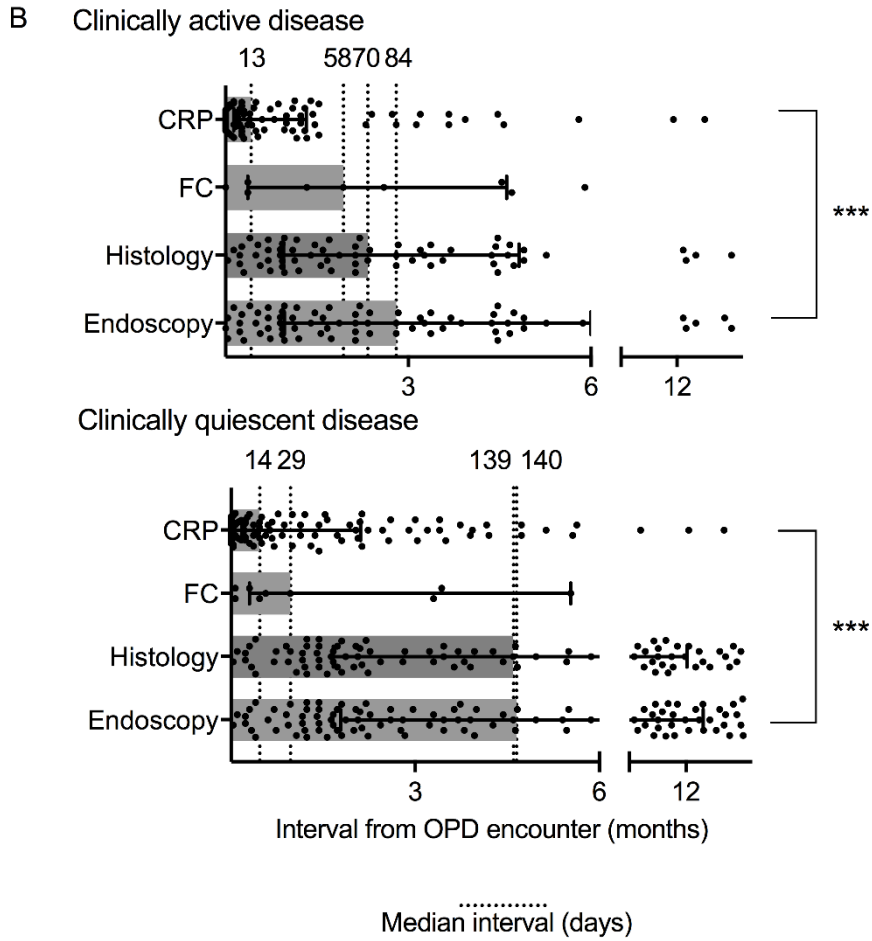 B
Clinically active disease
13 58 70 84
CRP
FC
Histology
Endoscopy
***
3 6 12
Clinically quiescent disease
14 29 139 140
CRP
FC
Histology
Endoscopy
***
3 6 12
Interval from OPD encounter (months)
Median interval (days)